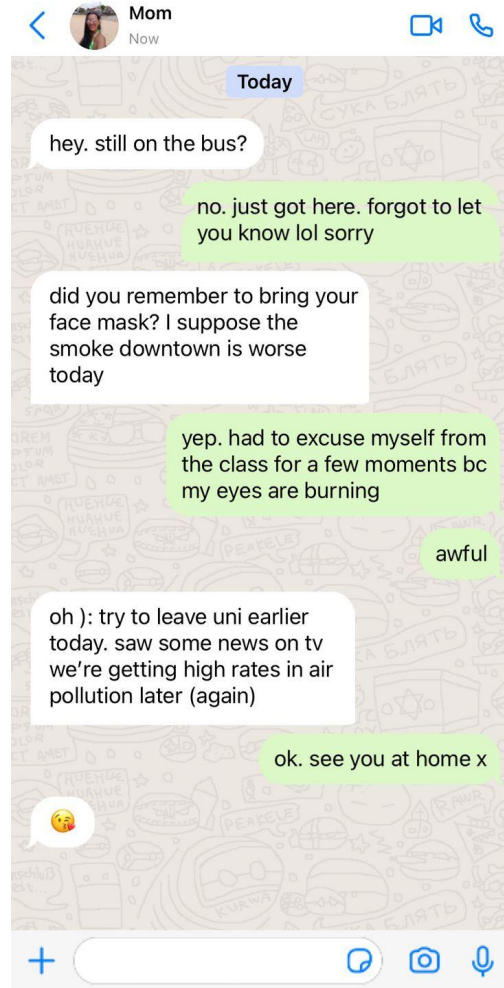 Mom
Now
Today
hey. still on the bus?
no. just got here. forgot to let
you know lol sorry
did you remember to bring your
face mask? I suppose the
smoke downtown is worse
today
yep. had to excuse myself from
the class for a few moments bc
my eyes are burning
awful
oh ): try to leave uni earlier
today. saw some news on tv
we're getting high rates in air
pollution later (again)
ok. see you at home x
😘